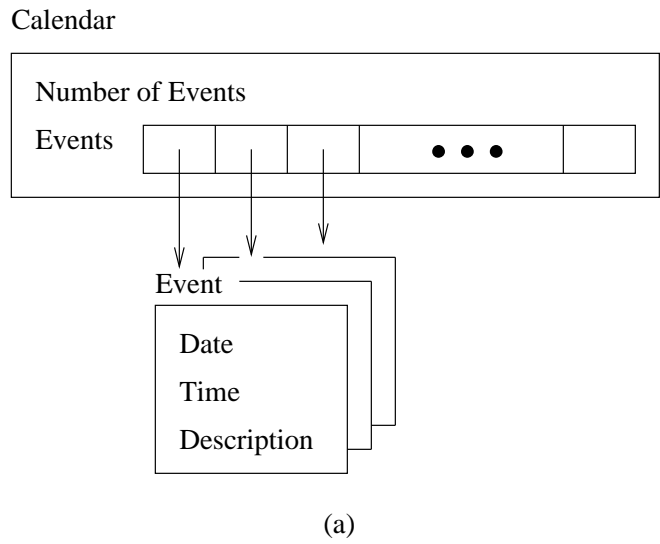 Calendar
Number of Events
Events
Event
Date
Time
Description
(a)